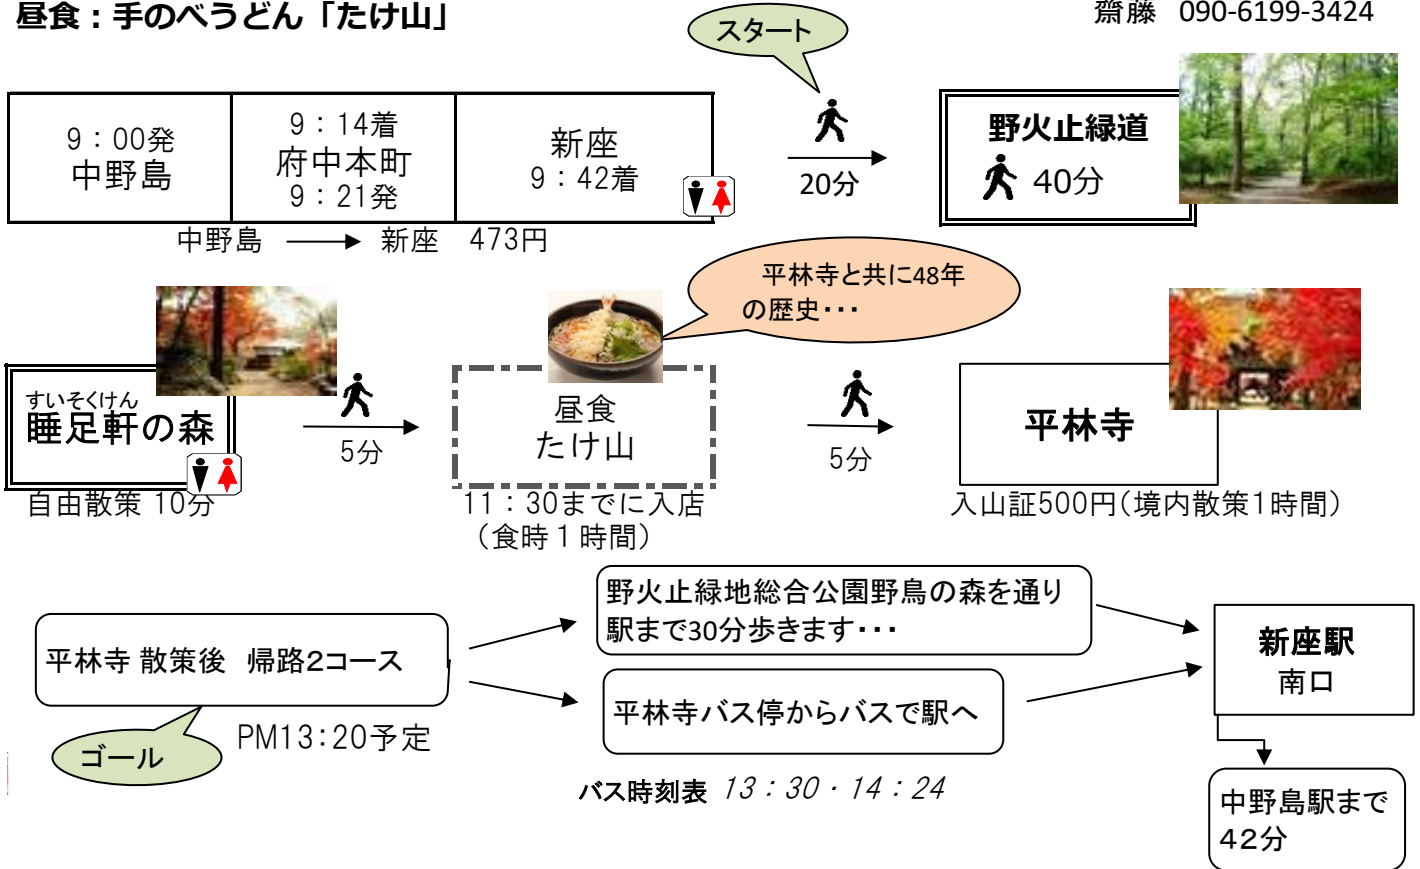 昼食：手のべうどん「たけ山」
齋藤 090-6199-3424
スタート
9：00発
中野島
9：14着
府中本町
9：21発
新座
9：42着
20分
野火止緑道
40分
中野島 → 新座 473円
平林寺と共に48年
の歴史・・・
すいそくけん
睡足軒の森
自由散策 10分
5分
昼食
たけ山
11：30までに入店
（食時１時間）
5分
平林寺
入山証500円(境内散策1時間)
平林寺 散策後 帰路２コース
ゴール
PM13：20予定
野火止緑地総合公園野鳥の森を通り
駅まで30分歩きます・・・
平林寺バス停からバスで駅へ
バス時刻表 13：30・14：24
新座駅
南口
中野島駅まで
４２分